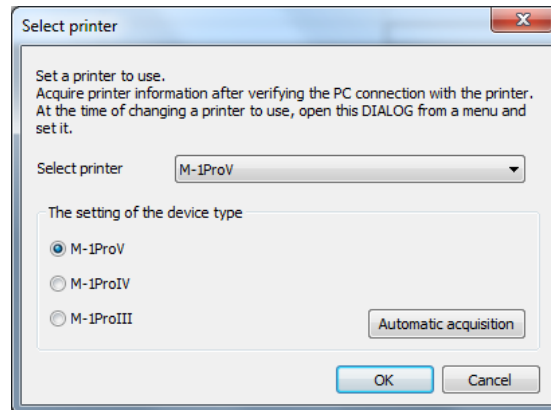 Select printer
Set a printer to use.
Acquire printer information after verifying the PC connection with the printer.
At the time of changing a printer to use, open this DIALOG from a menu and
set it.
Select printer M-1ProV
The setting of the device type
M-1ProV
M-1ProIV
M-1ProIII
Automatic acquisition
OK Cancel